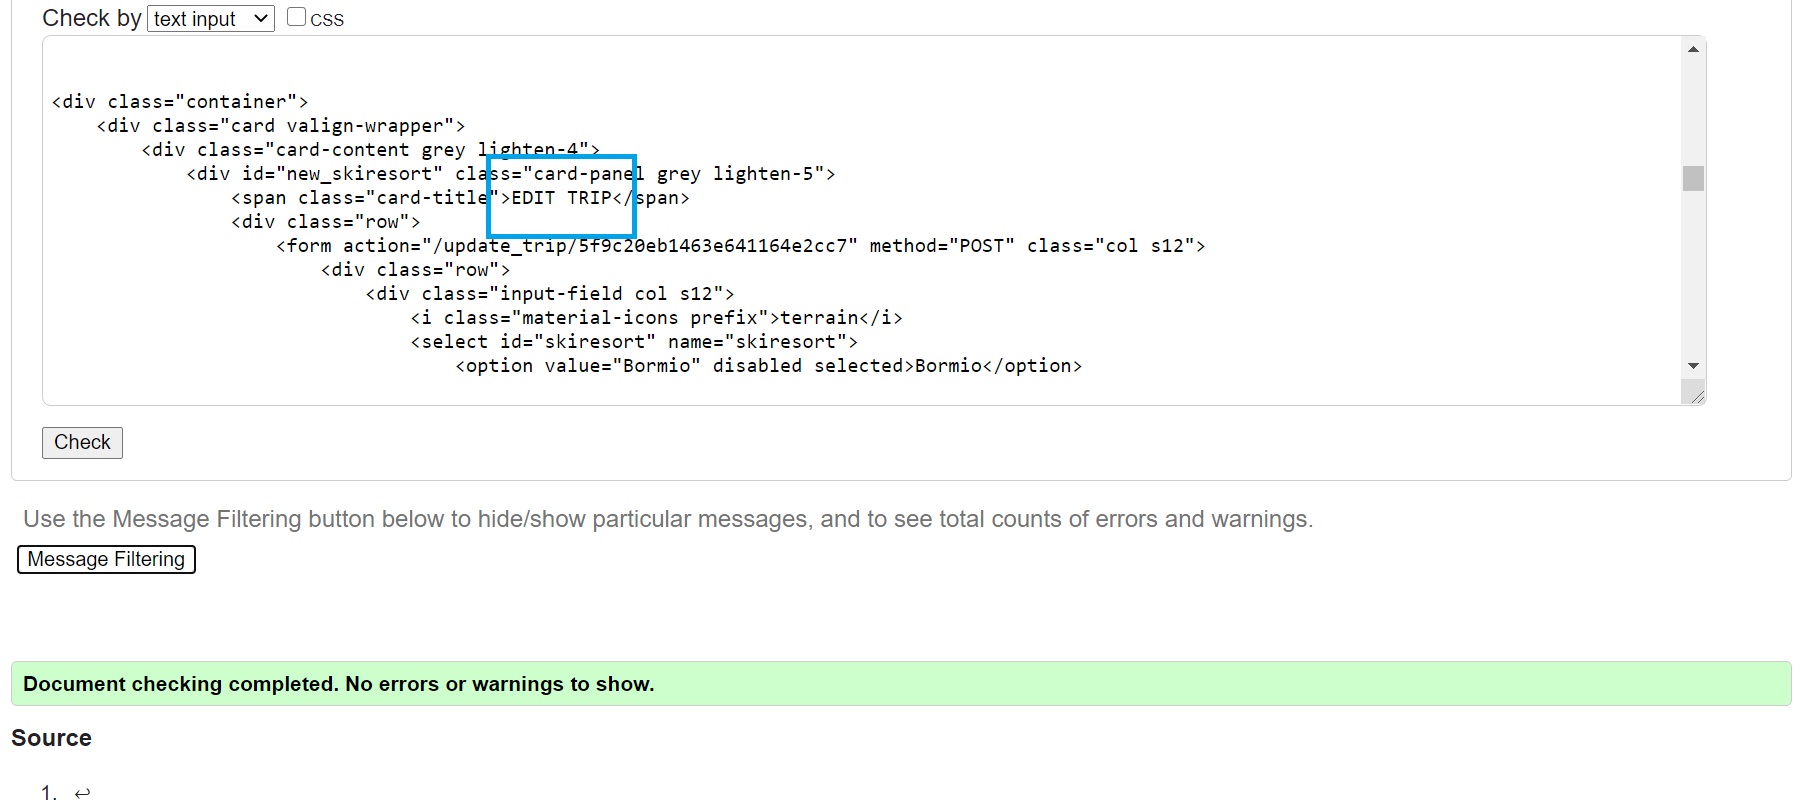 Check by text input CSS
<div class="container">
<div class="card valign-wrapper">
<div class="card-content grey lighten-4">
<div id="new_skiresort" class="card-panel grey lighten-5">
<span class="card-title">EDIT TRIP</span>
<div class="row">
<form action="/update_trip/5f9c20eb1463e641164e2cc7" method="POST" class="col s12">
<div class="row">
<div class="input-field col s12">
<i class="material-icons prefix">terrain</i>
<select id="skiresort" name="skiresort">
<option value="Bormio" disabled selected>Bormio</option>
Check
Use the Message Filtering button below to hide/show particular messages, and to see total counts of errors and warnings.
Message Filtering
Document checking completed. No errors or warnings to show.
Source
1. ↩